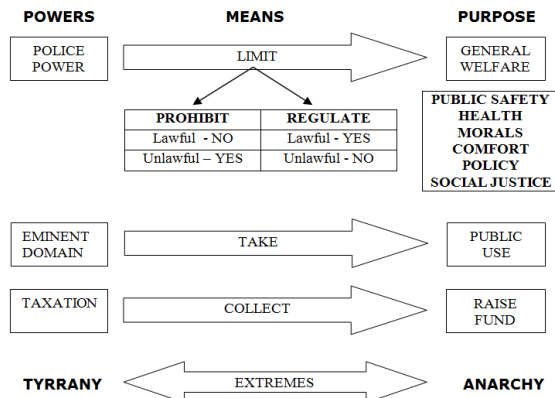 POWERS MEANS PURPOSE
POLICE
POWER
LIMIT
GENERAL
WELFARE
PROHIBIT REGULATE
Lawful - NO Lawful - YES
Unlawful – YES Unlawful - NO
PUBLIC SAFETY
HEALTH
MORALS
COMFORT
POLICY
SOCIAL JUSTICE
EMINENT
DOMAIN
TAKE
PUBLIC
USE
TAXATION
COLLECT
RAISE
FUND
TYRRANY EXTREMES ANARCHY